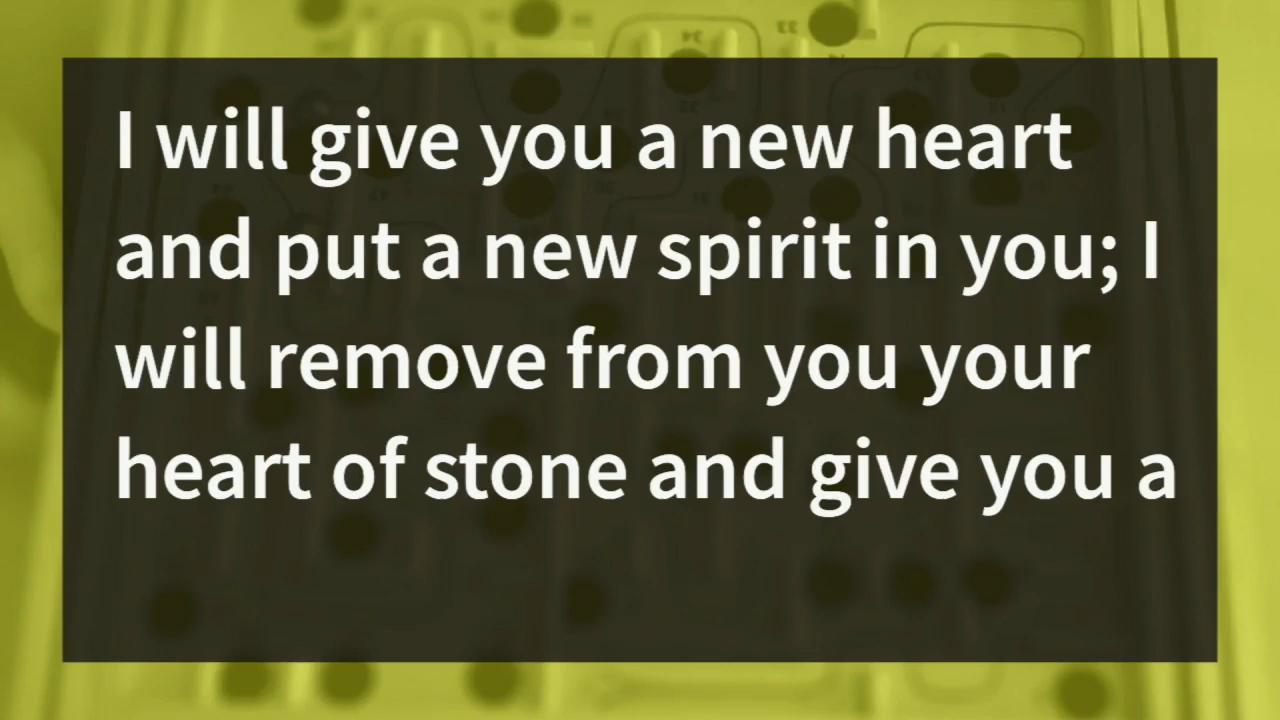 I will give you a new heart
and put a new spirit in you; I
will remove from you your
heart of stone and give you a